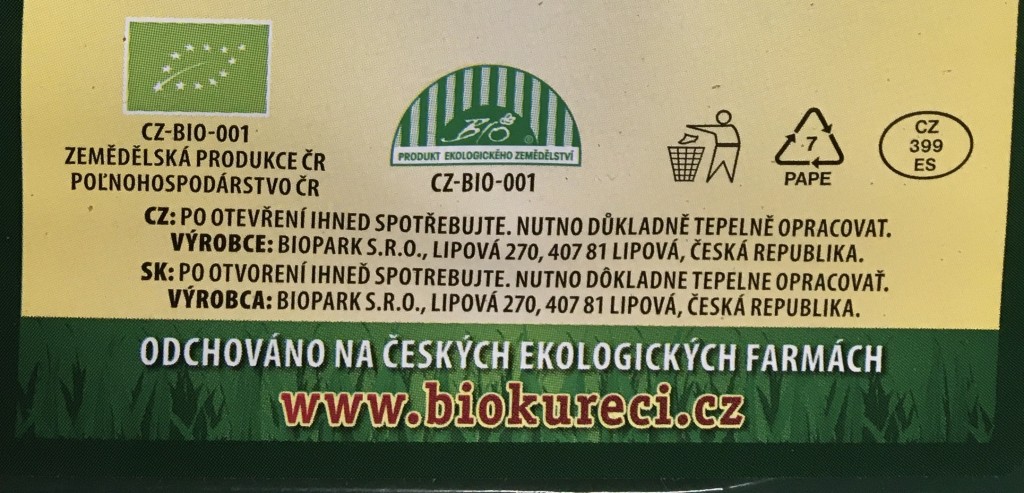 CZ-BIO-001
ZEMĚDĚLSKÁ PRODUKCE ČR
POĽNOHOSPODÁRSTVO ČR
BIO ®
PRODUKT EKOLOGICKÉHO ZEMĚDĚLSTVÍ
CZ-BIO-001
7
PAPE
CZ
399
ES
CZ: PO OTEVŘENÍ IHNED SPOTŘEBUJTE. NUTNO DŮKLADNĚ TEPELNĚ OPRACOVAT.
VÝROBCE: BIOPARK S.R.O., LIPOVÁ 270, 407 81 LIPOVÁ, ČESKÁ REPUBLIKA.
SK: PO OTVORENÍ IHNEĎ SPOTREBUJTE. NUTNO DÔKLADNE TEPELNE OPRACOVAŤ.
VÝROBCA: BIOPARK S.R.O., LIPOVÁ 270, 407 81 LIPOVÁ, ČESKÁ REPUBLIKA.
ODCHOVÁNO NA ČESKÝCH EKOLOGICKÝCH FARMÁCH
www.biokureci.cz